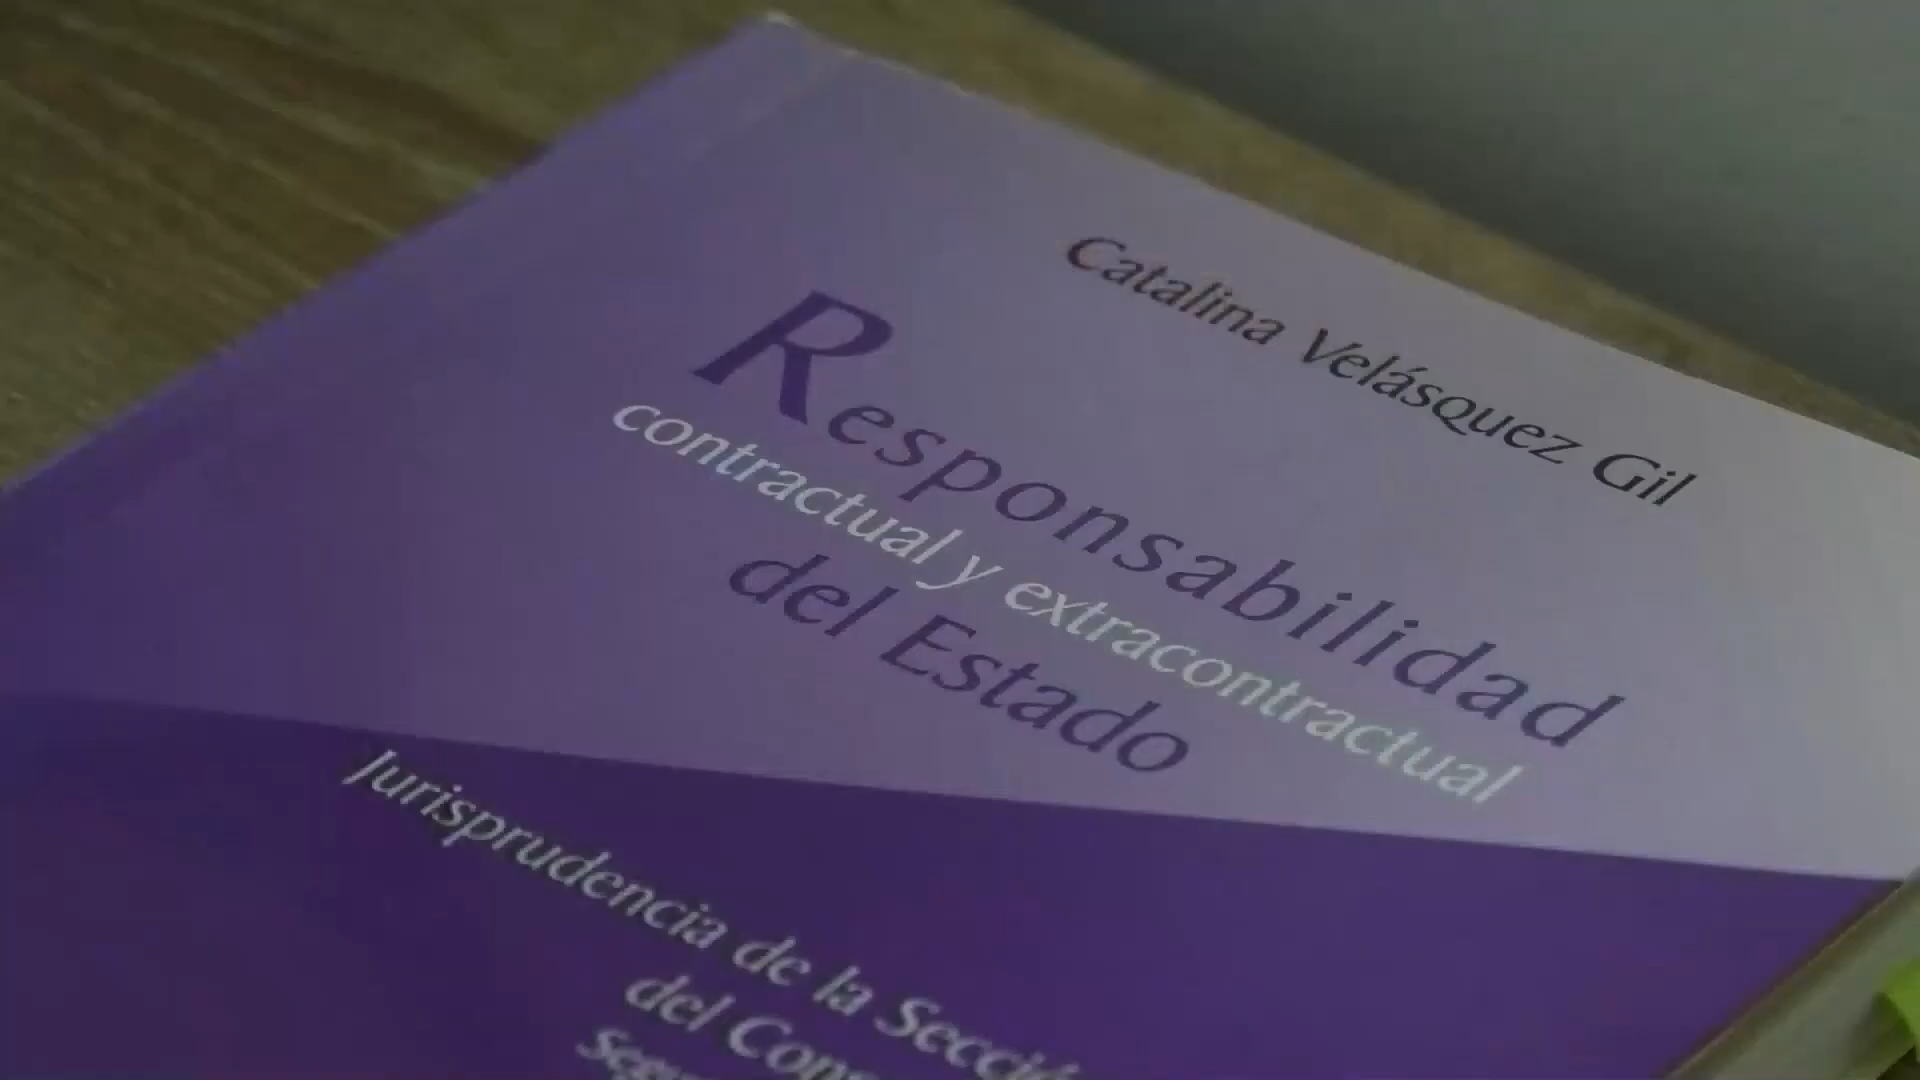 Catalina Velásquez Gil
Responsabilidad
contractual y extracontractual
del Estado
Jurisprudencia de la
del